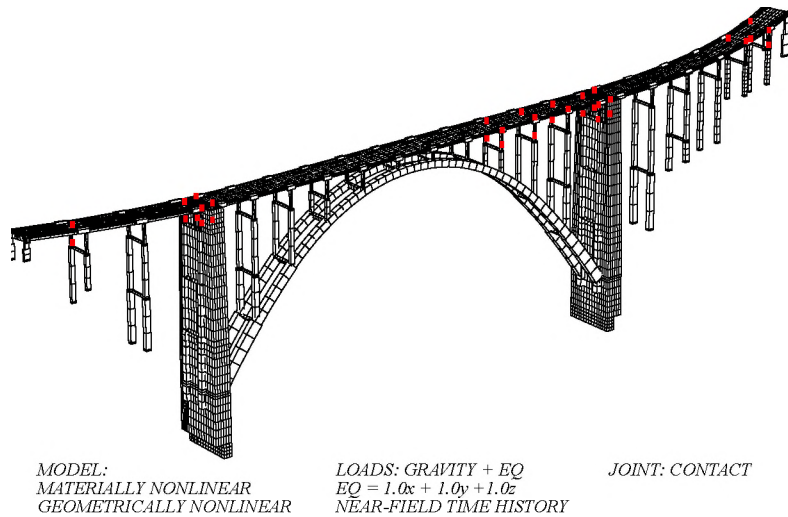 MODEL:
MATERIALLY NONLINEAR
GEOMETRICALLY NONLINEAR
LOADS: GRAVITY + EQ
EQ = 1.0x + 1.0y +1.0z
NEAR-FIELD TIME HISTORY
JOINT: CONTACT